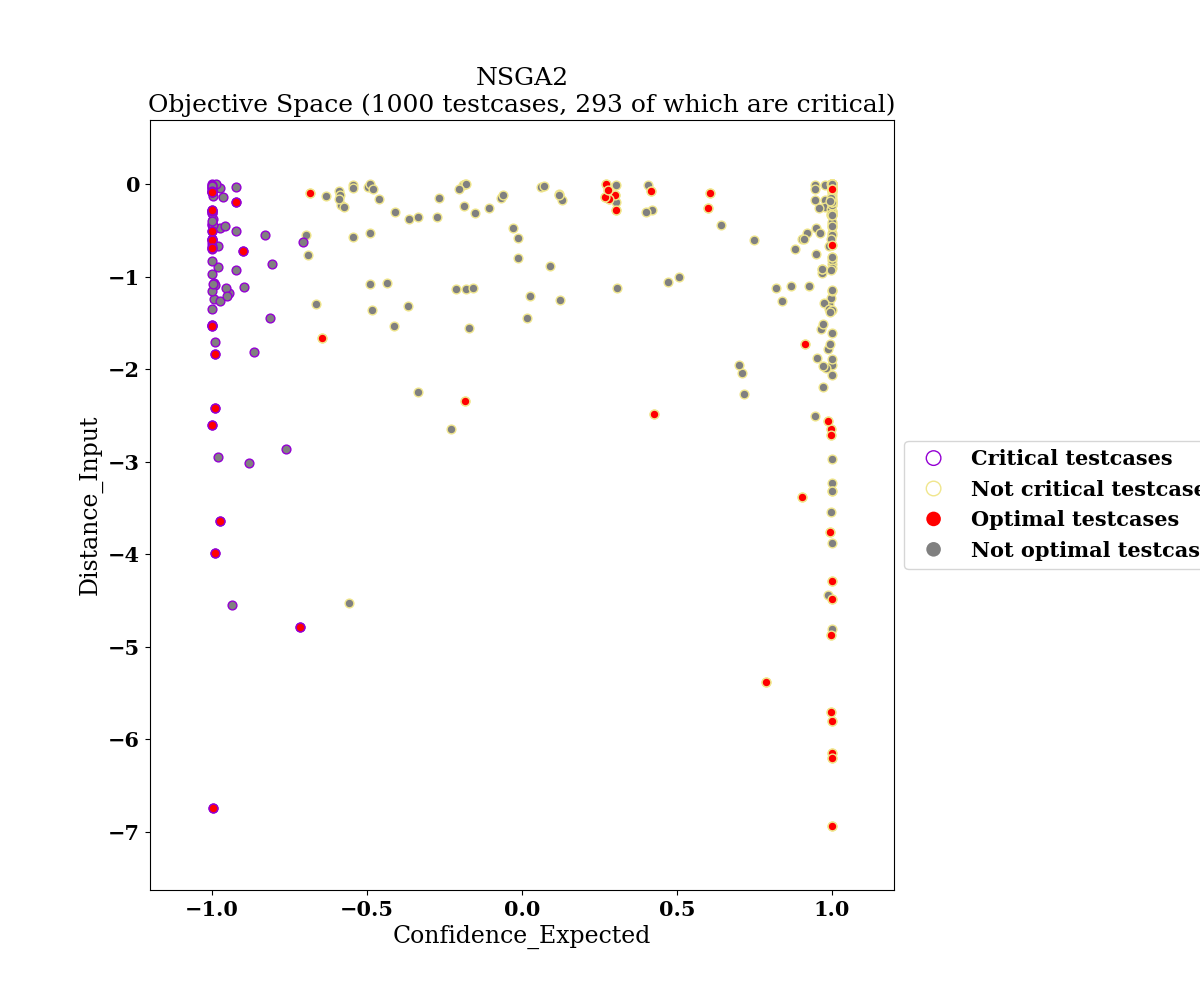 NSGA2
Objective Space (1000 testcases, 293 of which are critical)
0
−1
−2
−3
−4
−5
−6
−7
Distance_Input
−1.0 −0.5 0.0 0.5 1.0
Confidence_Expected
Critical testcases
Not critical testcase
Optimal testcases
Not optimal testcas